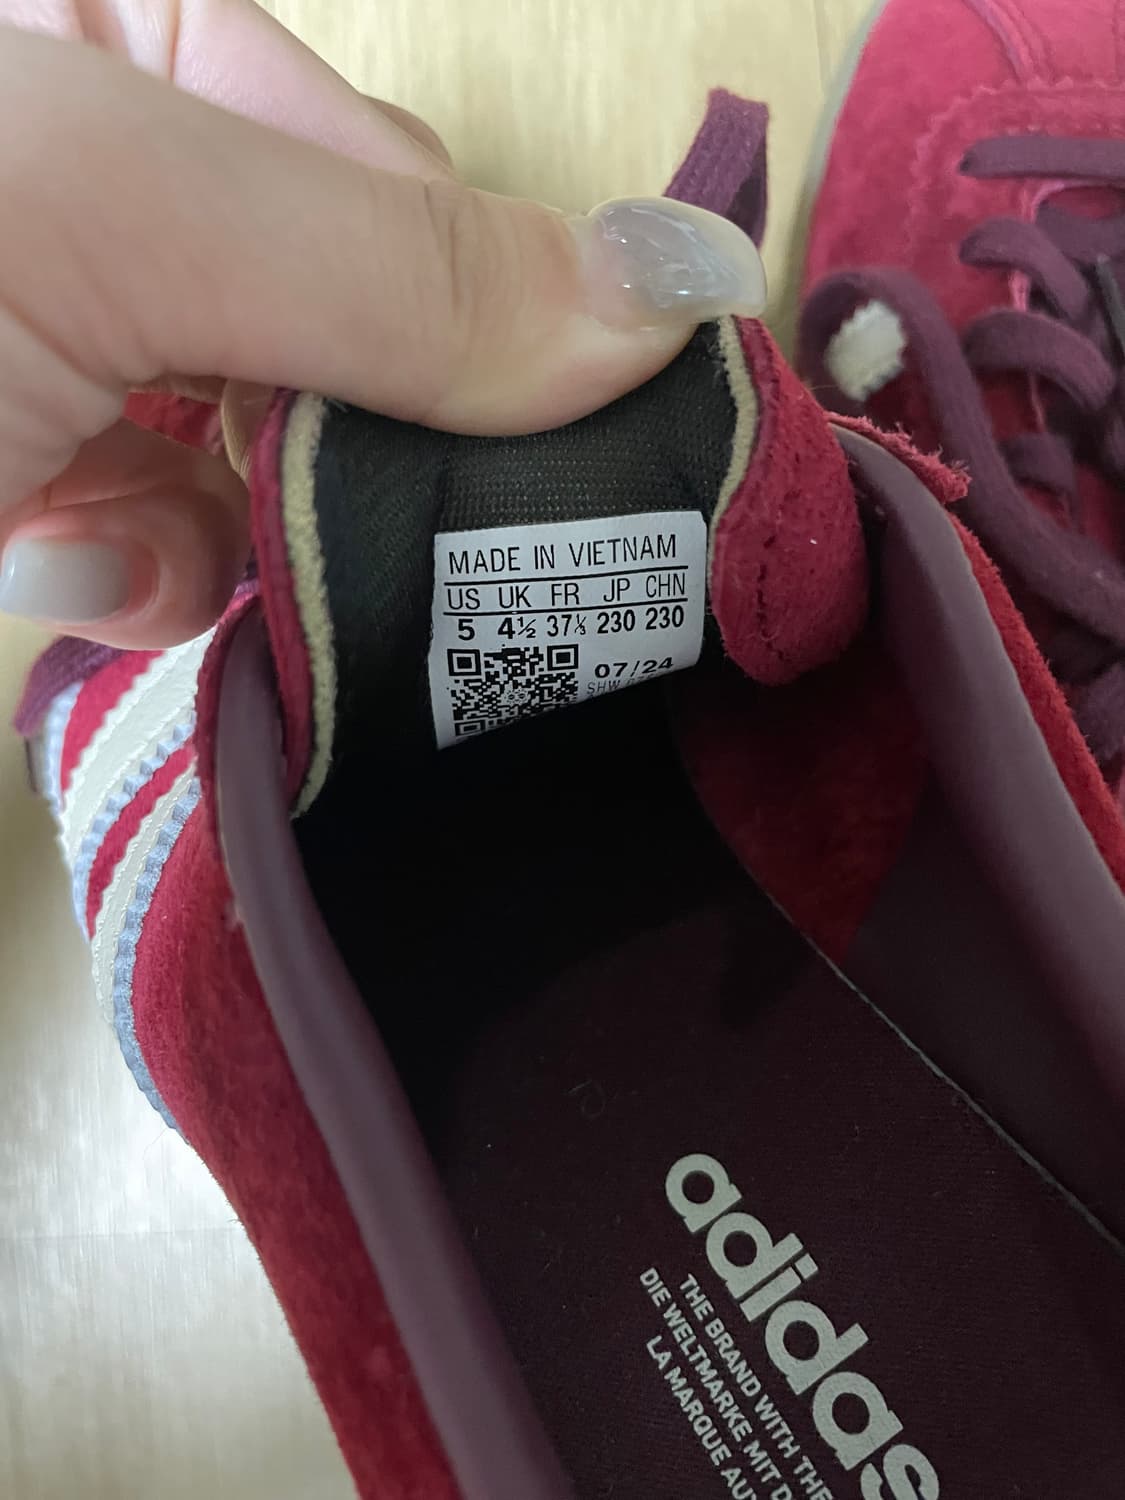 MADE IN VIETNAM
US UK FR JP CHN
5 4½ 37⅓ 230 230
07/24
SHW
adidas
THE BRAND WITH THE
DIE WELTMARKE MIT D
LA MARQUE AU